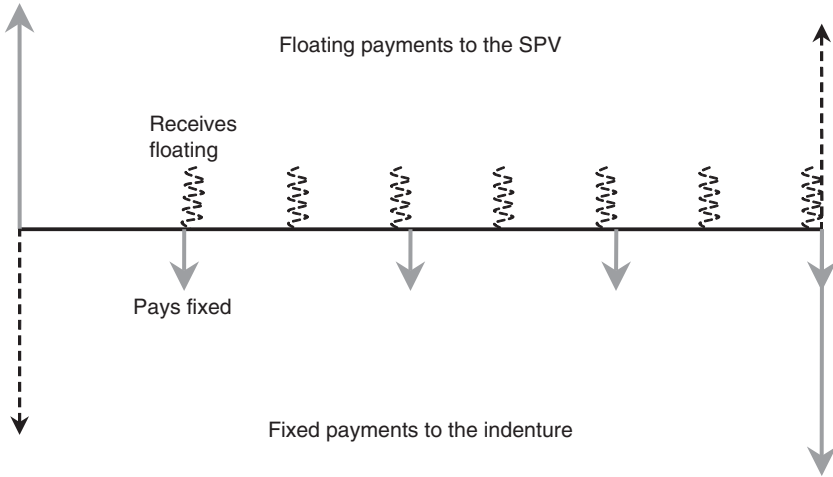 Floating payments to the SPV
Receives
floating
Pays fixed
Fixed payments to the indenture